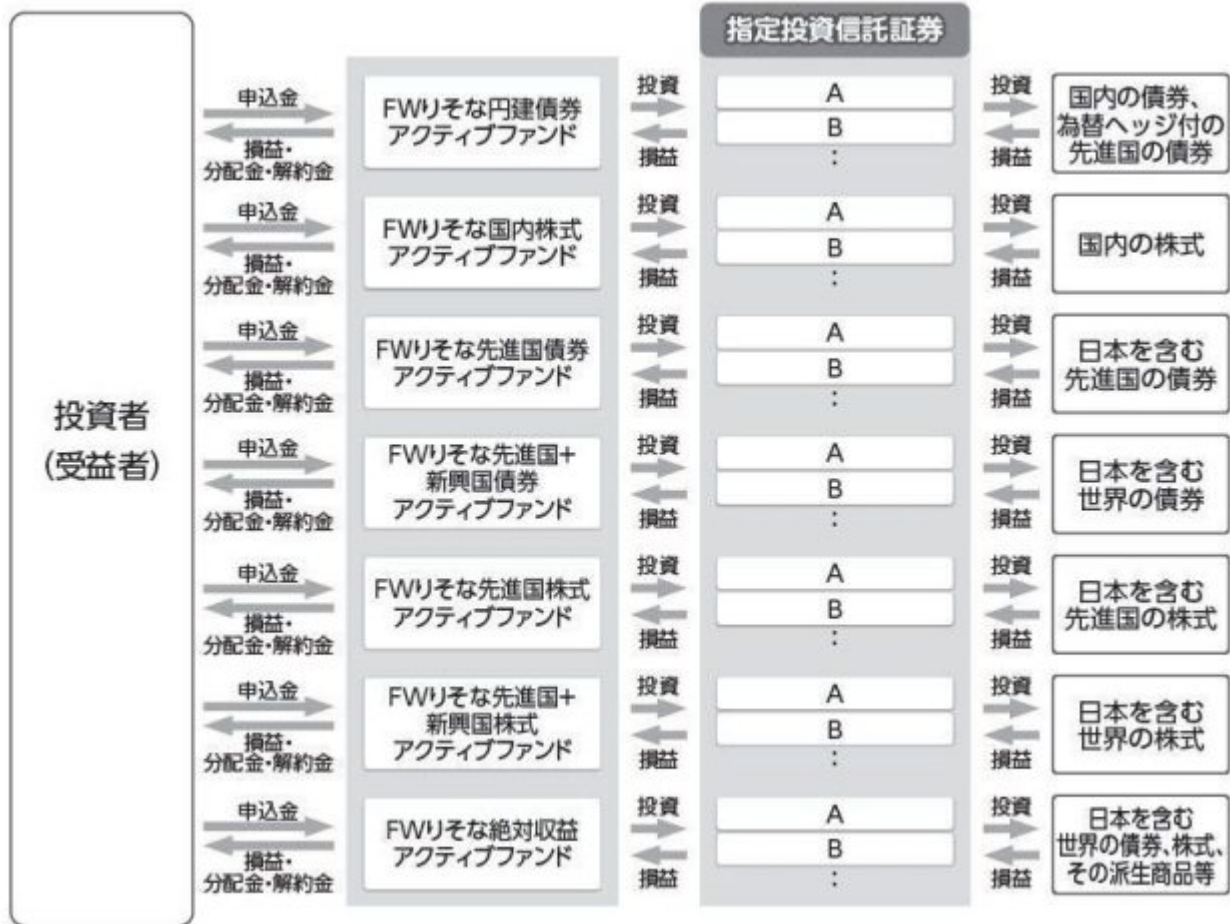 指定投資信託証券
投資者
(受益者)
申込金
損益・
分配金・解約金
FWりそな円建債券
アクティブファンド
投資
損益
A
B
:
投資
損益
国内の債券、
為替ヘッジ付の
先進国の債券
申込金
損益・
分配金・解約金
FWりそな国内株式
アクティブファンド
投資
損益
A
B
:
投資
損益
国内の株式
申込金
損益・
分配金・解約金
FWりそな先進国債券
アクティブファンド
投資
損益
A
B
:
投資
損益
日本を含む
先進国の債券
申込金
損益・
分配金・解約金
FWりそな先進国+
新興国債券
アクティブファンド
投資
損益
A
B
:
投資
損益
日本を含む
世界の債券
申込金
損益・
分配金・解約金
FWりそな先進国株式
アクティブファンド
投資
損益
A
B
:
投資
損益
日本を含む
先進国の株式
申込金
損益・
分配金・解約金
FWりそな先進国+
新興国株式
アクティブファンド
投資
損益
A
B
:
投資
損益
日本を含む
世界の株式
申込金
損益・
分配金・解約金
FWりそな絶対収益
アクティブファンド
投資
損益
A
B
:
投資
損益
日本を含む
世界の債券、株式、
その派生商品等